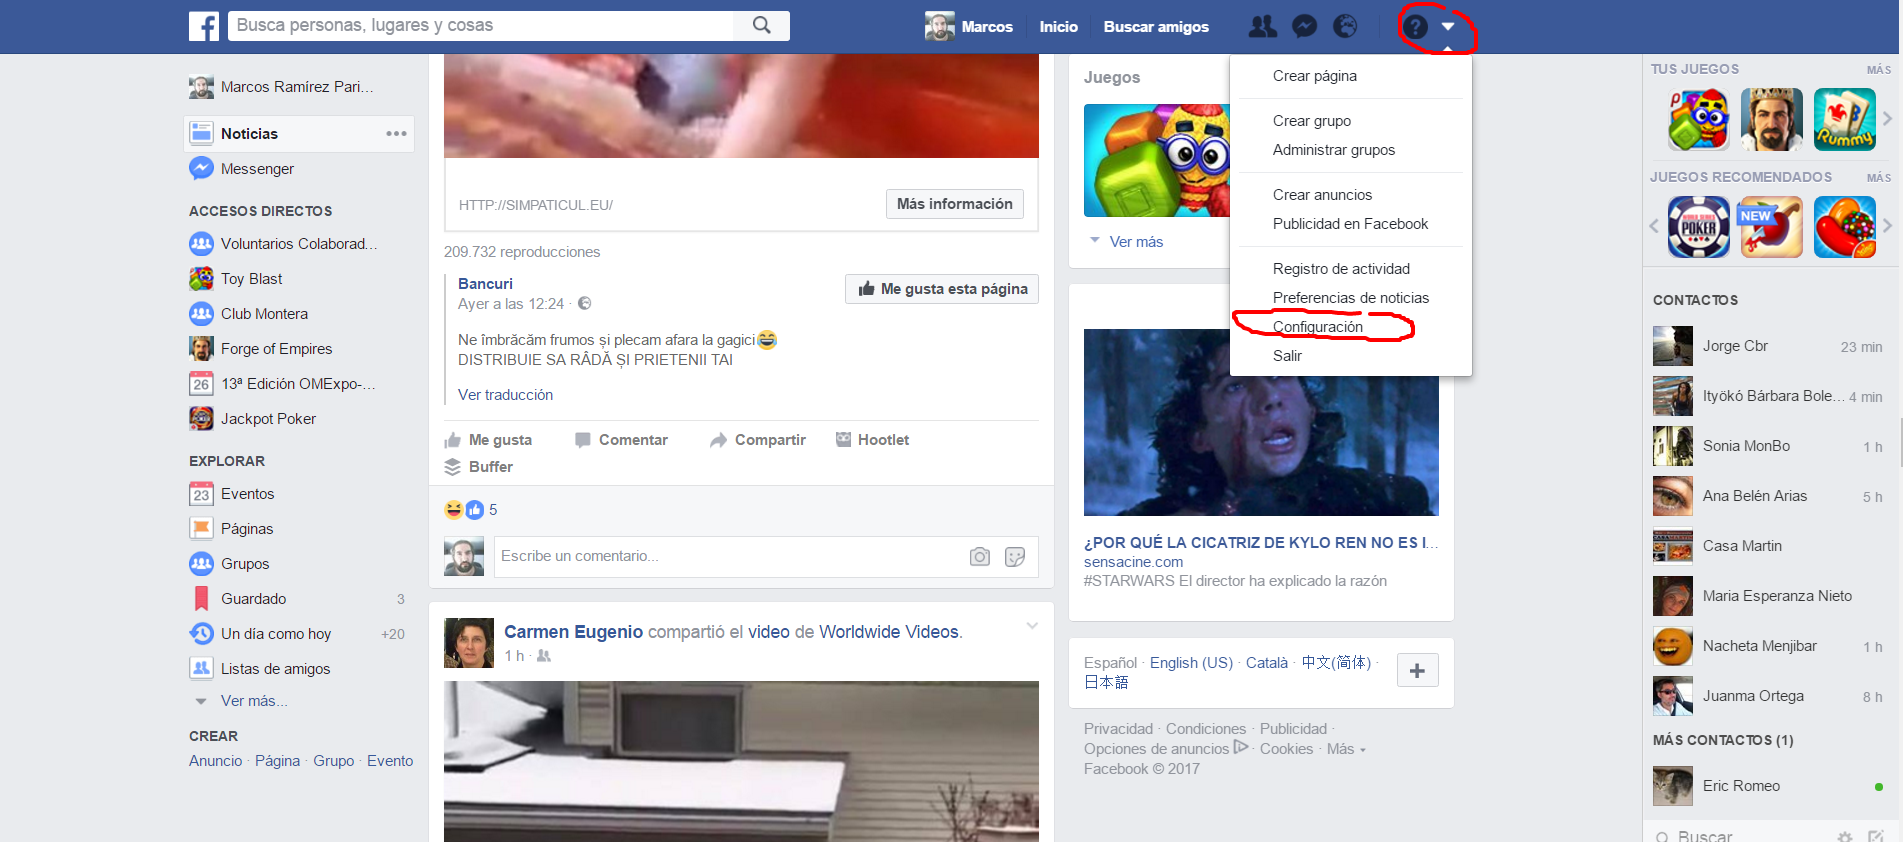 Busca personas, lugares y cosas
Marcos
Inicio
Buscar amigos
Marcos Ramírez Pari...
Noticias
Messenger
ACCESOS DIRECTOS
Voluntarios Colaborad...
Toy Blast
Club Montera
Forge of Empires
26 13ª Edición OMExpo-...
Jackpot Poker
EXPLORAR
23 Eventos
Páginas
Grupos
Guardado 3
Un día como hoy +20
Listas de amigos
Ver más...
CREAR
Anuncio · Página · Grupo · Evento
HTTP://SIMPATICUL.EU/
Más información
209.732 reproducciones
Bancuri
Ayer a las 12:24 ·
Me gusta esta página
Ne îmbrăcăm frumos și plecam afara la gagici
DISTRIBUIE SA RÂDĂ ȘI PRIETENII TAI
Ver traducción
Me gusta
Comentar
Compartir
Hootlet
Buffer
5
Escribe un comentario...
Carmen Eugenio compartió el video de Worldwide Videos.
1 h ·
Juegos
Ver más
Crear página
Crear grupo
Administrar grupos
Crear anuncios
Publicidad en Facebook
Registro de actividad
Preferencias de noticias
Configuración
Salir
¿POR QUÉ LA CICATRIZ DE KYLO REN NO ES I...
sensacine.com
#STARWARS El director ha explicado la razón
Español · English (US) · Català · 中文(简体) ·
日本語
Privacidad · Condiciones · Publicidad ·
Opciones de anuncios · Cookies · Más
Facebook © 2017
TUS JUEGOS MÁS
Rummy
JUEGOS RECOMENDADOS MÁS
POKER
NEW
CONTACTOS
Jorge Cbr 23 min
Ityökó Bárbara Bole... 4 min
Sonia MonBo 1 h
Ana Belén Arias 5 h
Casa Martin
Maria Esperanza Nieto
Nacheta Menjibar 1 h
Juanma Ortega 8 h
MÁS CONTACTOS (1)
Eric Romeo
Buscar